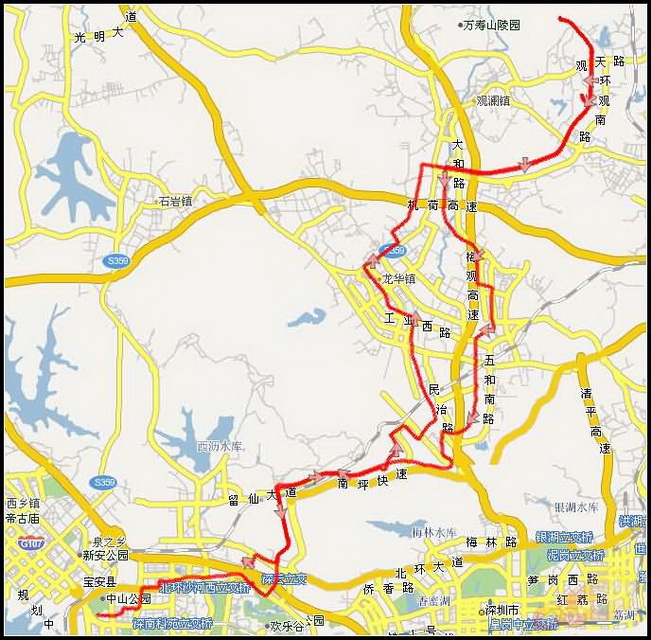 光明大道
万寿山陵园
观天路
环观南路
观澜镇
大和路
石岩镇
机荷高速
S359
S359
龙华镇
梅观高速
工业西路
五和南路
民治路
清平高速
西沥水库
S359
留仙大道
南坪快速
西乡镇
帝古庙
银湖水库
G107
梅林水库
银湖立交桥
泥岗立交桥
洪湖立
泉之乡
新安公园
梅林路
宝安县
北环沙河西立交桥
深云立交
北环大道
侨香路
笋岗西路
红荔路
中山公园
香蜜湖
深圳市
荔湖
规划中
深南科苑立交桥
欢乐谷
公园
皇岗中立交桥